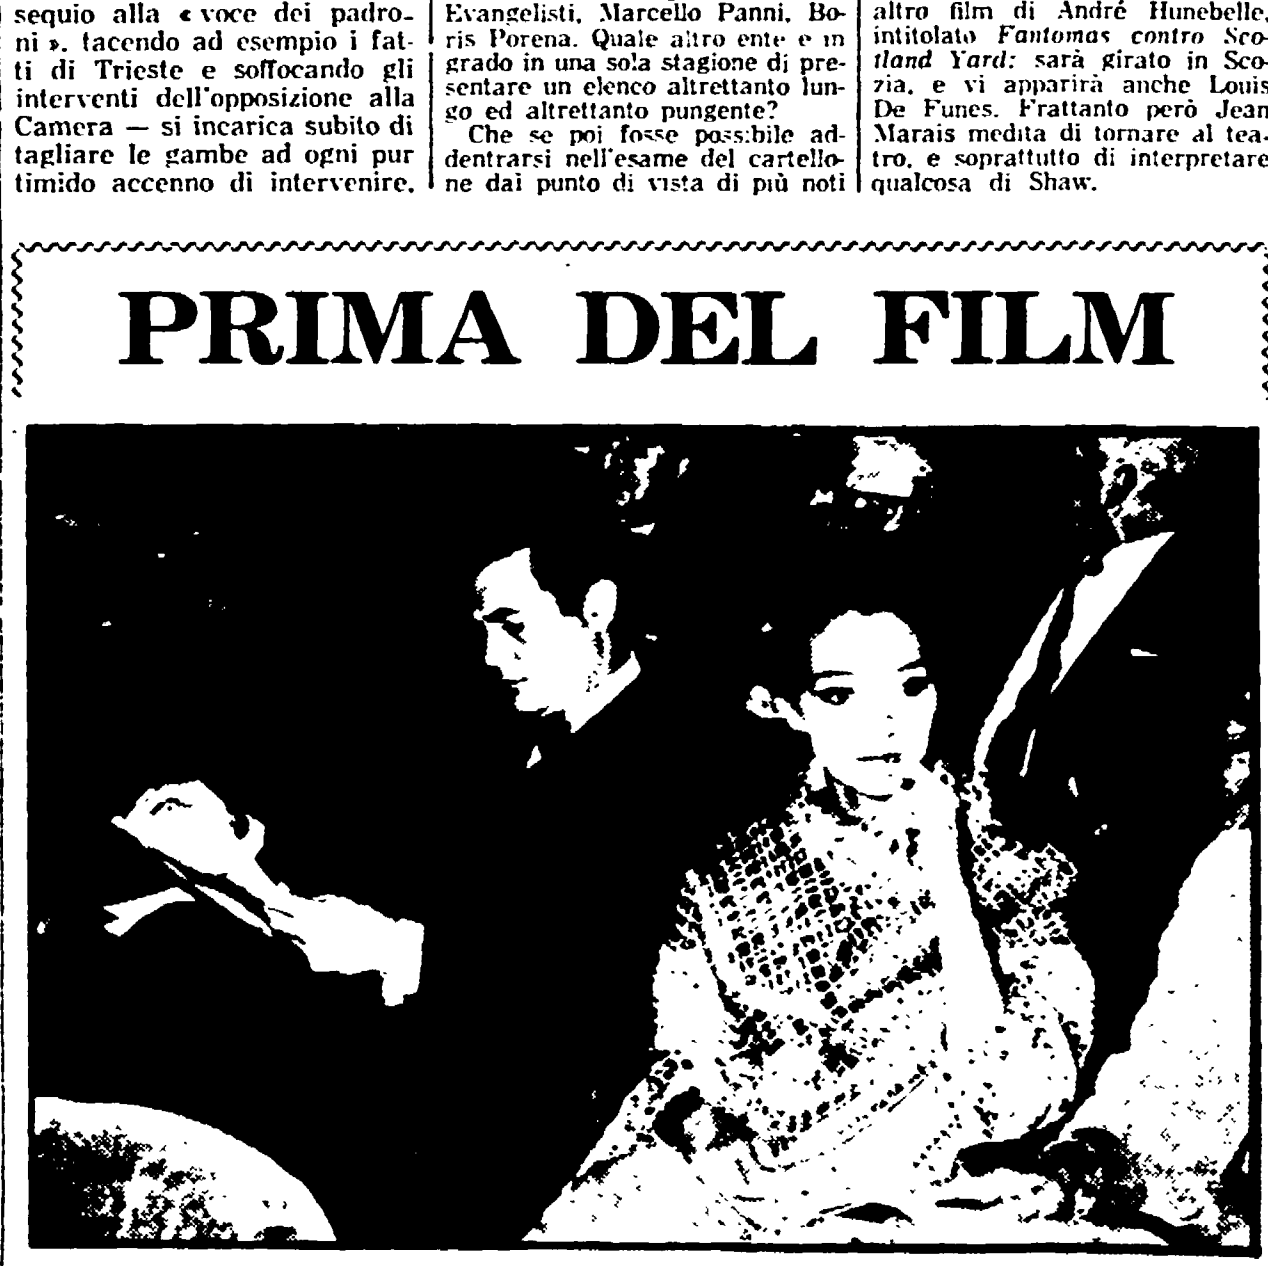 sequio alla « voce dei padro-
ni ». facendo ad esempio i fat-
ti di Trieste e soffocando gli
interventi dell'opposizione alla
Camera — si incarica subito di
tagliare le gambe ad ogni pur
timido accenno di intervenire.
Evangelisti, Marcello Panni, Bo-
ris Porena. Quale altro ente e in
grado in una sola stagione di pre-
sentare un elenco altrettanto lun-
go ed altrettanto pungente?
Che se poi fosse possibile ad-
dentrarsi nell'esame del cartello-
ne dal punto di vista di più noti
altro film di André Hunebelle,
intitolato Fantomas contro Sco-
tland Yard: sarà girato in Sco-
zia, e vi apparirà anche Louis
De Funes. Frattanto però Jean
Marais medita di tornare al tea-
tro, e soprattutto di interpretare
qualcosa di Shaw.
PRIMA DEL FILM